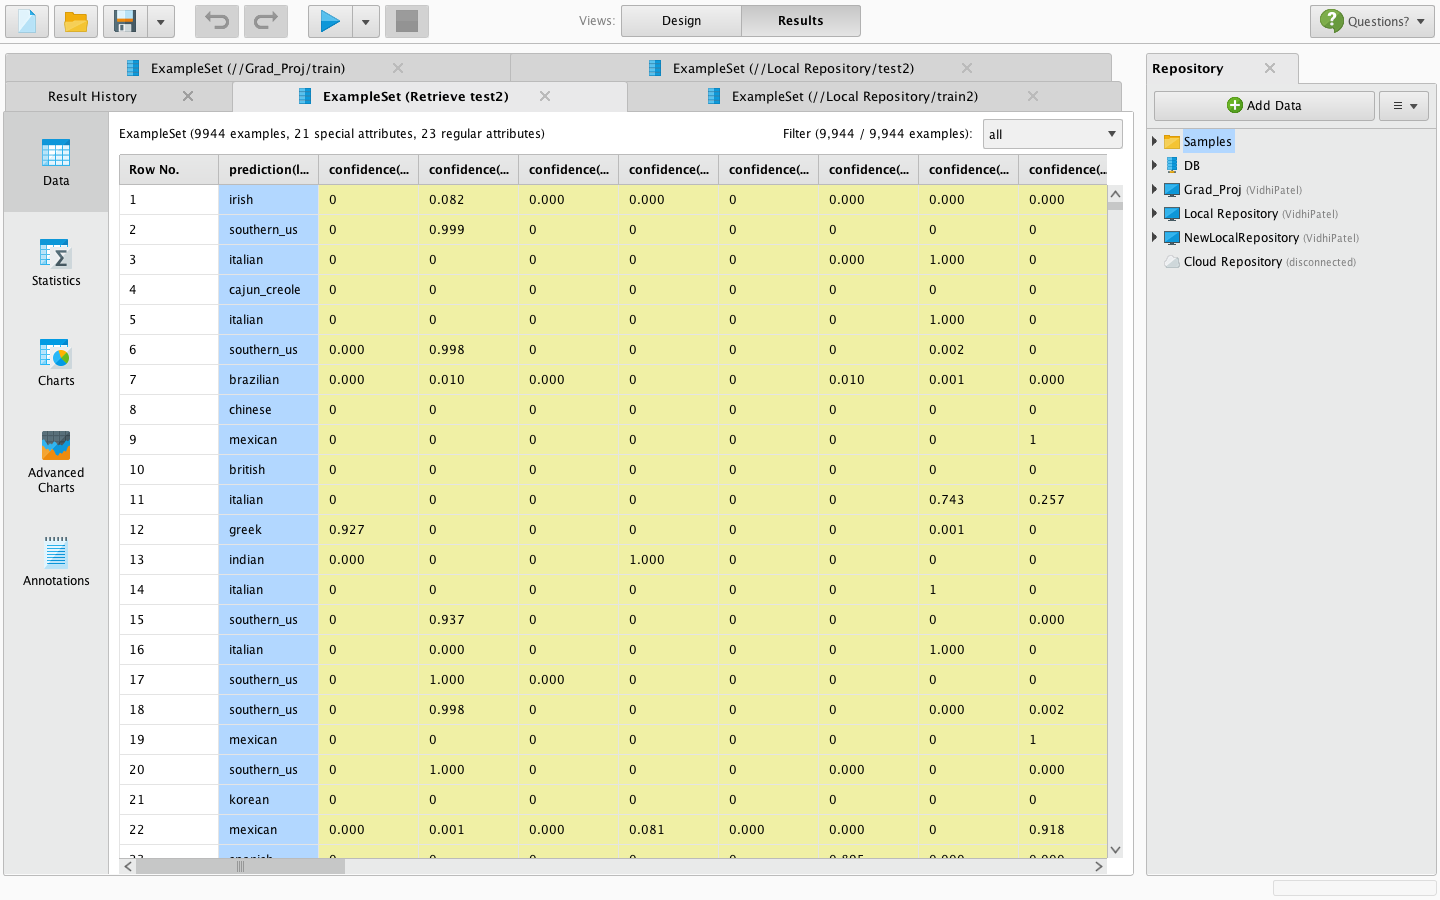 Views: Design Results Questions?
ExampleSet (//Grad_Proj/train) ExampleSet (//Local Repository/test2)
Result History ExampleSet (Retrieve test2) ExampleSet (//Local Repository/train2)
ExampleSet (9944 examples, 21 special attributes, 23 regular attributes) Filter (9,944 / 9,944 examples): all
Row No. prediction(l... confidence(... confidence(... confidence(... confidence(... confidence(... confidence(... confidence(... confidence(...
1 irish 0 0.082 0.000 0.000 0 0.000 0.000 0.000
2 southern_us 0 0.999 0 0 0 0 0 0
3 italian 0 0 0 0 0 0.000 1.000 0
4 cajun_creole 0 0 0 0 0 0 0 0
5 italian 0 0 0 0 0 0 1.000 0
6 southern_us 0.000 0.998 0 0 0 0 0.002 0
7 brazilian 0.000 0.010 0.000 0 0 0.010 0.001 0.000
8 chinese 0 0 0 0 0 0 0 0
9 mexican 0 0 0 0 0 0 0 1
10 british 0 0 0 0 0 0 0 0
11 italian 0 0 0 0 0 0 0.743 0.257
12 greek 0.927 0 0 0 0 0 0.001 0
13 indian 0.000 0 0 1.000 0 0 0 0
14 italian 0 0 0 0 0 0 1 0
15 southern_us 0 0.937 0 0 0 0 0 0.000
16 italian 0 0.000 0 0 0 0 1.000 0
17 southern_us 0 1.000 0.000 0 0 0 0 0
18 southern_us 0 0.998 0 0 0 0 0.000 0.002
19 mexican 0 0 0 0 0 0 0 1
20 southern_us 0 1.000 0 0 0 0.000 0 0.000
21 korean 0 0 0 0 0 0 0 0
22 mexican 0.000 0.001 0.000 0.081 0.000 0.000 0 0.918
Data
Statistics
Charts
Advanced
Charts
Annotations
Repository
Add Data
Samples
DB
Grad_Proj (VidhiPatel)
Local Repository (VidhiPatel)
NewLocalRepository (VidhiPatel)
Cloud Repository (disconnected)